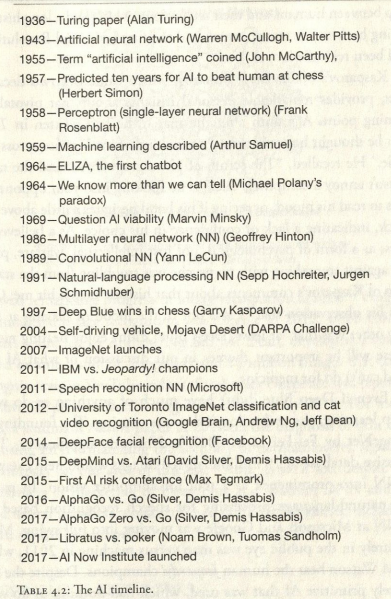 1936—Turing paper (Alan Turing)
1943—Artificial neural network (Warren McCullogh, Walter Pitts)
1955—Term “artificial intelligence” coined (John McCarthy),
1957—Predicted ten years for AI to beat human at chess
(Herbert Simon)
1958—Perceptron (single-layer neural network) (Frank
Rosenblatt)
1959—Machine learning described (Arthur Samuel)
1964—ELIZA, the first chatbot
1964—We know more than we can tell (Michael Polany’s
paradox)
1969—Question AI viability (Marvin Minsky)
1986—Multilayer neural network (NN) (Geoffrey Hinton)
1989—Convolutional NN (Yann LeCun)
1991—Natural-language processing NN (Sepp Hochreiter, Jurgen
Schmidhuber)
1997—Deep Blue wins in chess (Garry Kasparov)
2004—Self-driving vehicle, Mojave Desert (DARPA Challenge)
2007—ImageNet launches
2011—IBM vs. Jeopardy! champions
2011—Speech recognition NN (Microsoft)
2012—University of Toronto ImageNet classification and cat
video recognition (Google Brain, Andrew Ng, Jeff Dean)
2014—DeepFace facial recognition (Facebook)
2015—DeepMind vs. Atari (David Silver, Demis Hassabis)
2015—First AI risk conference (Max Tegmark)
2016—AlphaGo vs. Go (Silver, Demis Hassabis)
2017—AlphaGo Zero vs. Go (Silver, Demis Hassabis)
2017—Libratus vs. poker (Noam Brown, Tuomas Sandholm)
2017—AI Now Institute launched
TABLE 4.2: The AI timeline.